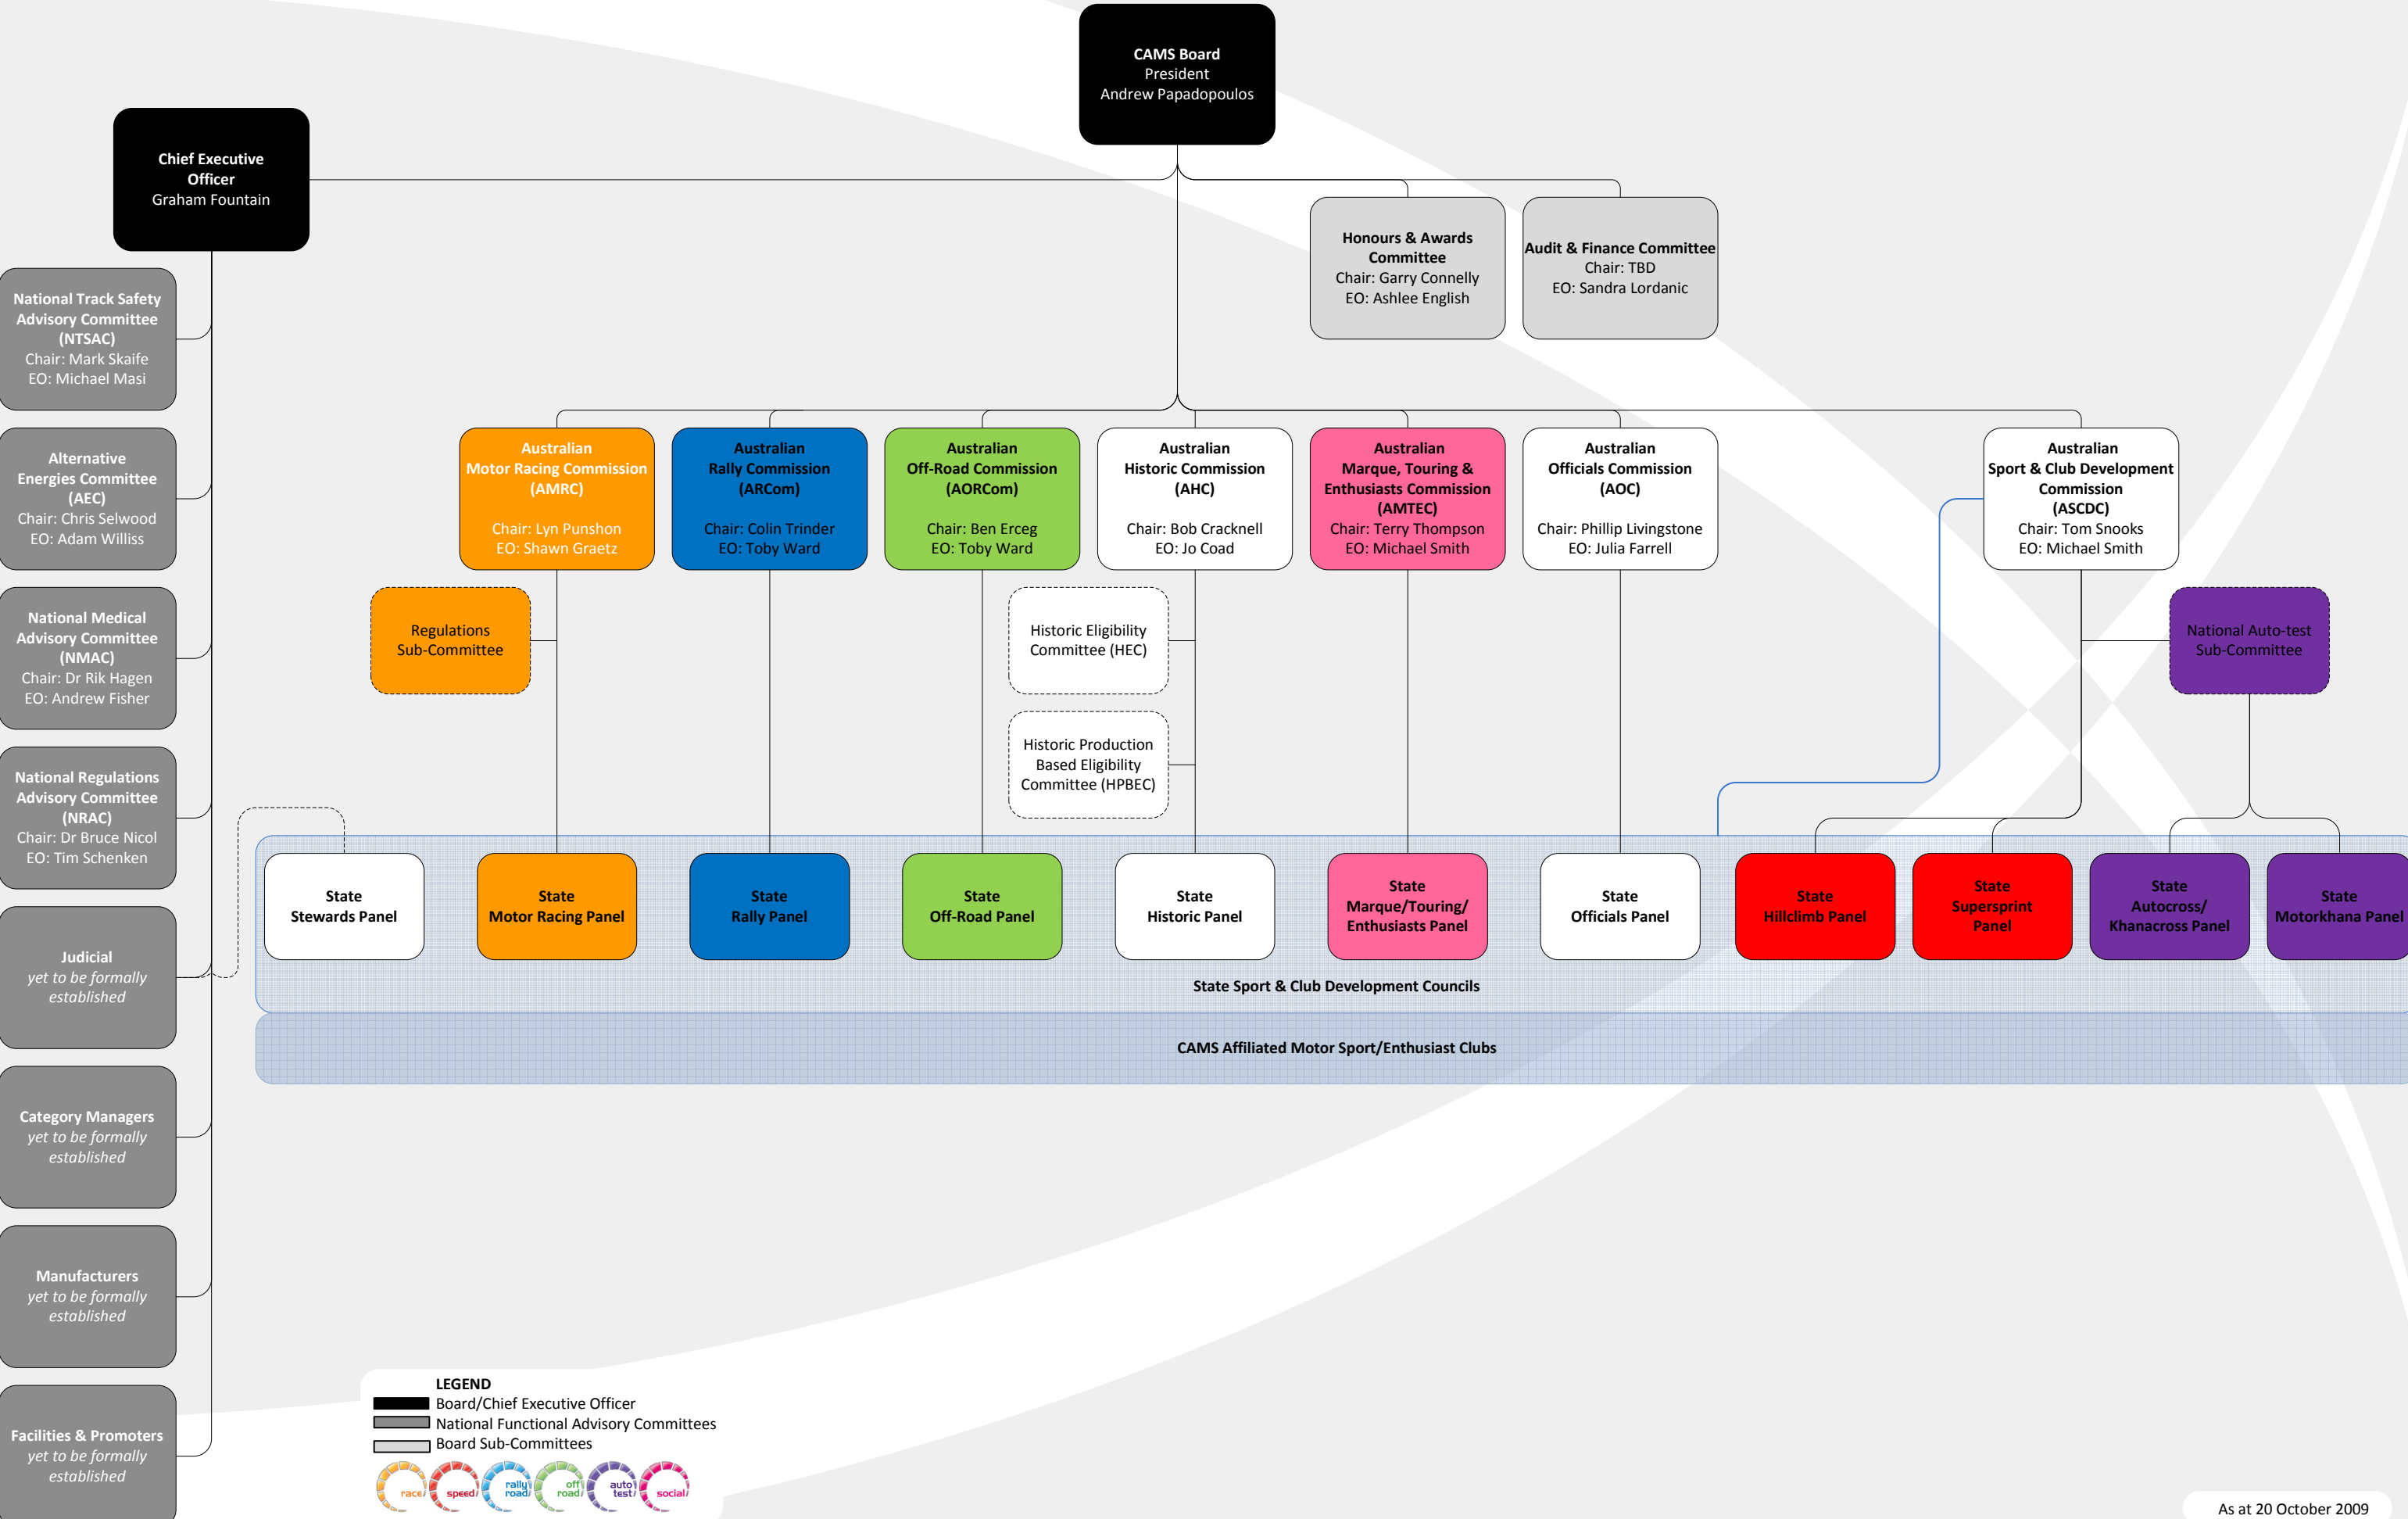 CAMS Board
President
Andrew Papadopoulos
Chief Executive
Officer
Graham Fountain
Honours & Awards
Committee
Chair: Garry Connelly
EO: Ashlee English
Audit & Finance Committee
Chair: TBD
EO: Sandra Lordanic
National Track Safety
Advisory Committee
(NTSAC)
Chair: Mark Skaife
EO: Michael Masi
Alternative
Energies Committee
(AEC)
Chair: Chris Selwood
EO: Adam Williss
National Medical
Advisory Committee
(NMAC)
Chair: Dr Rik Hagen
EO: Andrew Fisher
National Regulations
Advisory Committee
(NRAC)
Chair: Dr Bruce Nicol
EO: Tim Schenken
Judicial
yet to be formally
established
Category Managers
yet to be formally
established
Manufacturers
yet to be formally
established
Facilities & Promoters
yet to be formally
established
Australian
Motor Racing Commission
(AMRC)
Chair: Lyn Punshon
EO: Shawn Graetz
Australian
Rally Commission
(ARCom)
Chair: Colin Trinder
EO: Toby Ward
Australian
Off-Road Commission
(AORCom)
Chair: Ben Erceg
EO: Toby Ward
Australian
Historic Commission
(AHC)
Chair: Bob Cracknell
EO: Jo Coad
Australian
Marque, Touring &
Enthusiasts Commission
(AMTEC)
Chair: Terry Thompson
EO: Michael Smith
Australian
Officials Commission
(AOC)
Chair: Phillip Livingstone
EO: Julia Farrell
Australian
Sport & Club Development
Commission
(ASCDC)
Chair: Tom Snooks
EO: Michael Smith
Regulations
Sub-Committee
Historic Eligibility
Committee (HEC)
Historic Production
Based Eligibility
Committee (HPBEC)
National Auto-test
Sub-Committee
State
Stewards Panel
State
Motor Racing Panel
State
Rally Panel
State
Off-Road Panel
State
Historic Panel
State
Marque/Touring/
Enthusiasts Panel
State
Officials Panel
State
Hillclimb Panel
State
Supersprint
Panel
State
Autocross/
Khanacross Panel
State
Motorkhana Panel
State Sport & Club Development Councils
CAMS Affiliated Motor Sport/Enthusiast Clubs
LEGEND
Board/Chief Executive Officer
National Functional Advisory Committees
Board Sub-Committees
race
speed
rally
road
off
road
auto
test
social
As at 20 October 2009